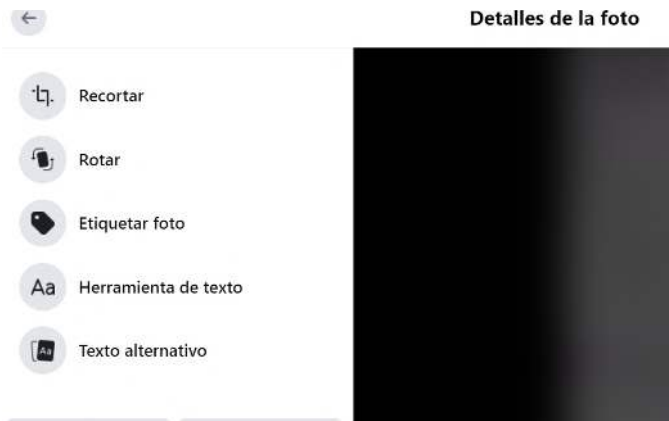 Detalles de la foto
Recortar
Rotar
Etiquetar foto
Aa Herramienta de texto
Aa Texto alternativo